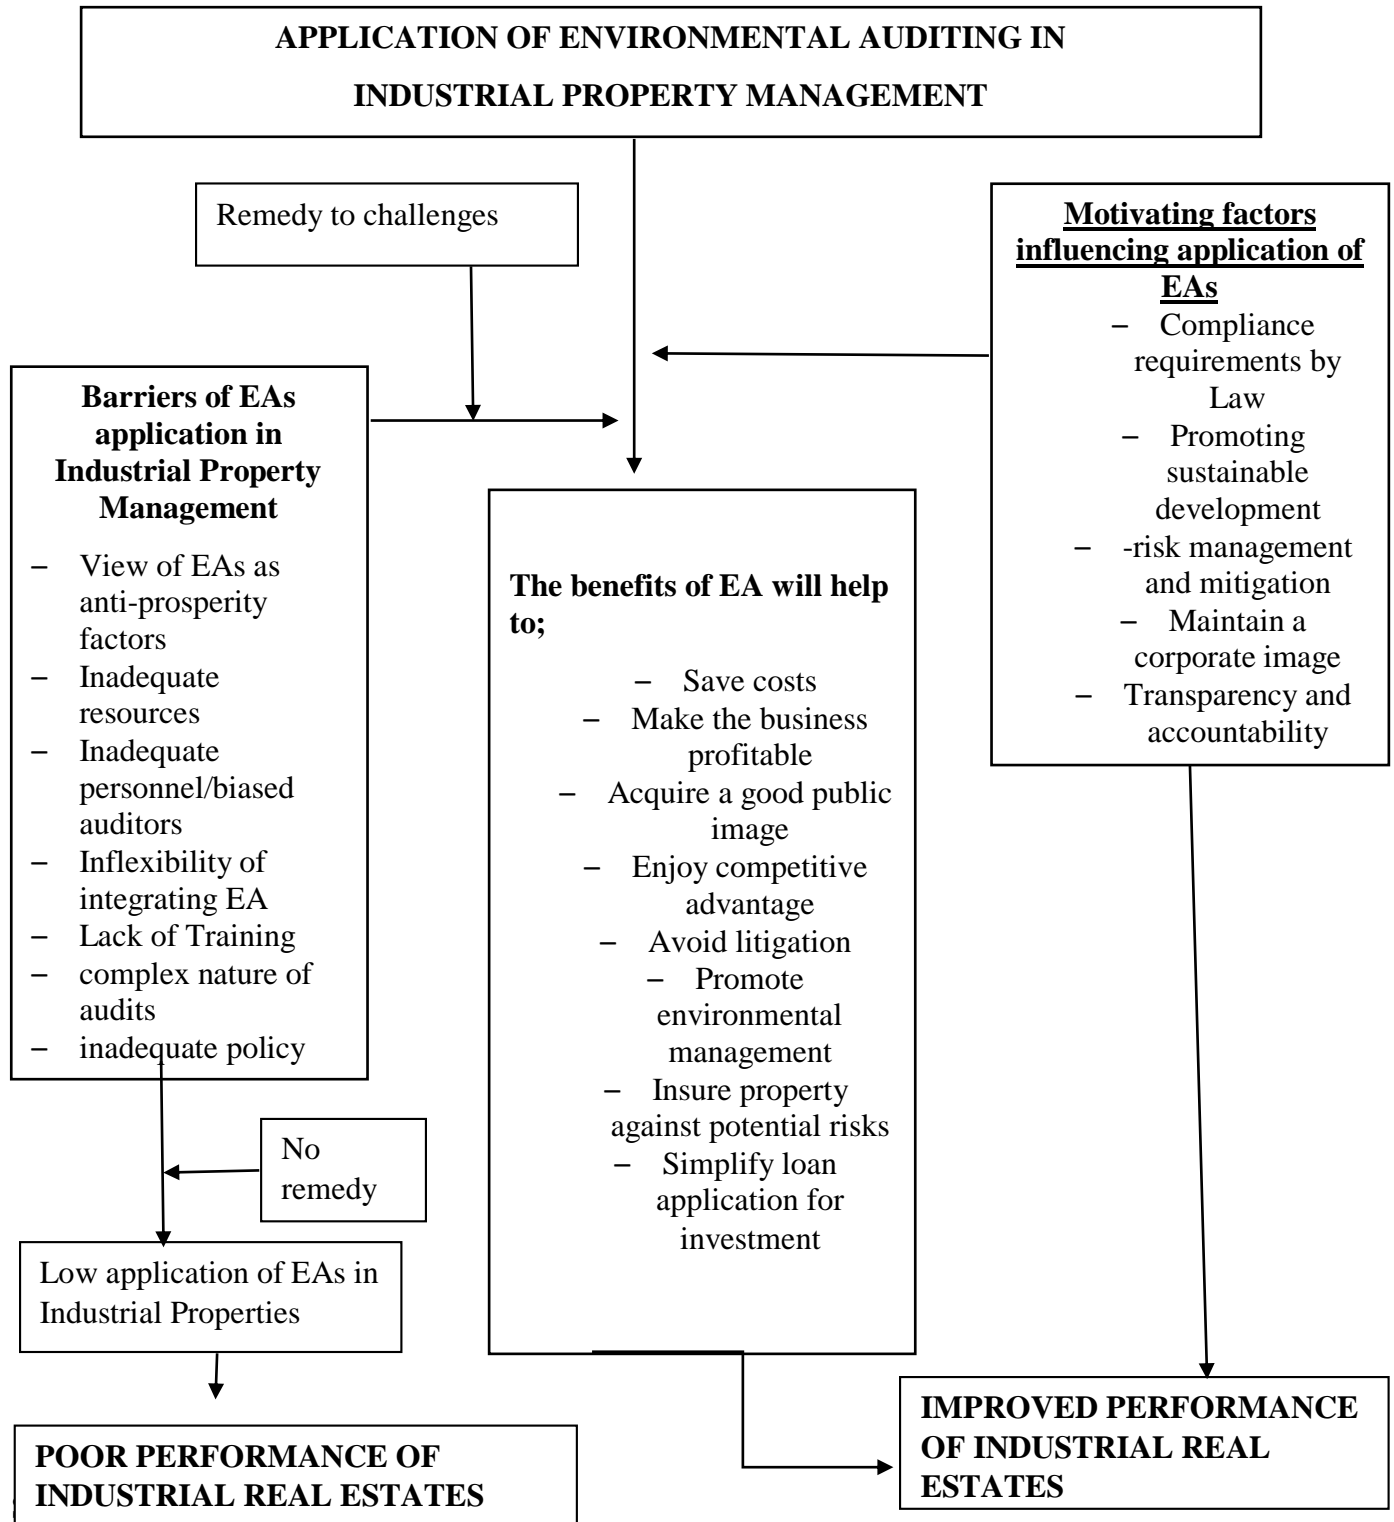 APPLICATION OF ENVIRONMENTAL AUDITING IN
INDUSTRIAL PROPERTY MANAGEMENT
Remedy to challenges
Motivating factors
influencing application of
EAs
– Compliance
requirements by
Law
– Promoting
sustainable
development
– -risk management
and mitigation
– Maintain a
corporate image
– Transparency and
accountability
Barriers of EAs
application in
Industrial Property
Management
– View of EAs as
anti-prosperity
factors
– Inadequate
resources
– Inadequate
personnel/biased
auditors
– Inflexibility of
integrating EA
– Lack of Training
– complex nature of
audits
– inadequate policy
The benefits of EA will help
to;
– Save costs
– Make the business
profitable
– Acquire a good public
image
– Enjoy competitive
advantage
– Avoid litigation
– Promote
environmental
management
– Insure property
against potential risks
– Simplify loan
application for
investment
No
remedy
Low application of EAs in
Industrial Properties
POOR PERFORMANCE OF
INDUSTRIAL REAL ESTATES
IMPROVED PERFORMANCE
OF INDUSTRIAL REAL
ESTATES